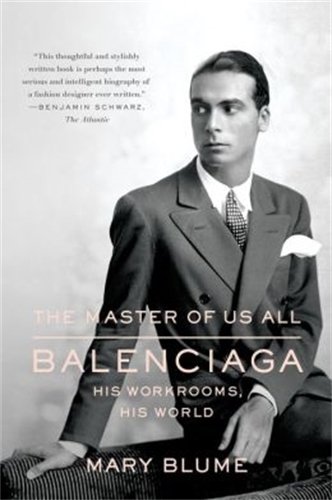 "This thoughtful and stylishly
written book is perhaps the most
serious and intelligent biography of
a fashion designer ever written."
—BENJAMIN SCHWARZ,
The Atlantic
THE MASTER OF US ALL
BALENCIAGA
HIS WORKROOMS,
HIS WORLD
MARY BLUME